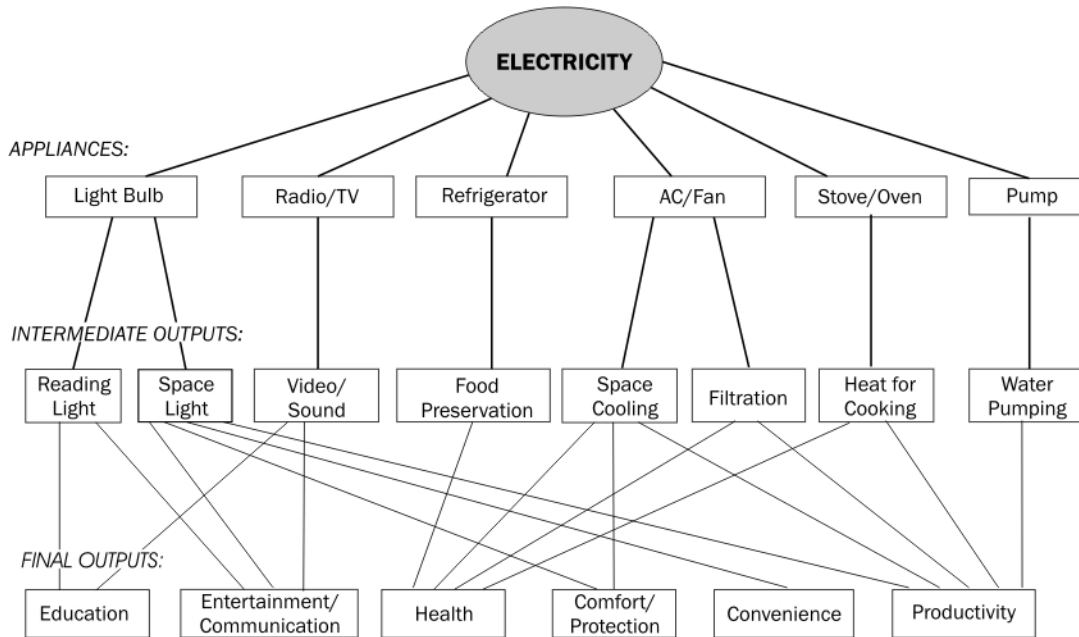 ELECTRICITY
APPLIANCES:
Light Bulb
Radio/TV
Refrigerator
AC/Fan
Stove/Oven
Pump
INTERMEDIATE OUTPUTS:
Reading
Light
Space
Light
Video/
Sound
Food
Preservation
Space
Cooling
Filtration
Heat for
Cooking
Water
Pumping
FINAL OUTPUTS:
Education
Entertainment/
Communication
Health
Comfort/
Protection
Convenience
Productivity